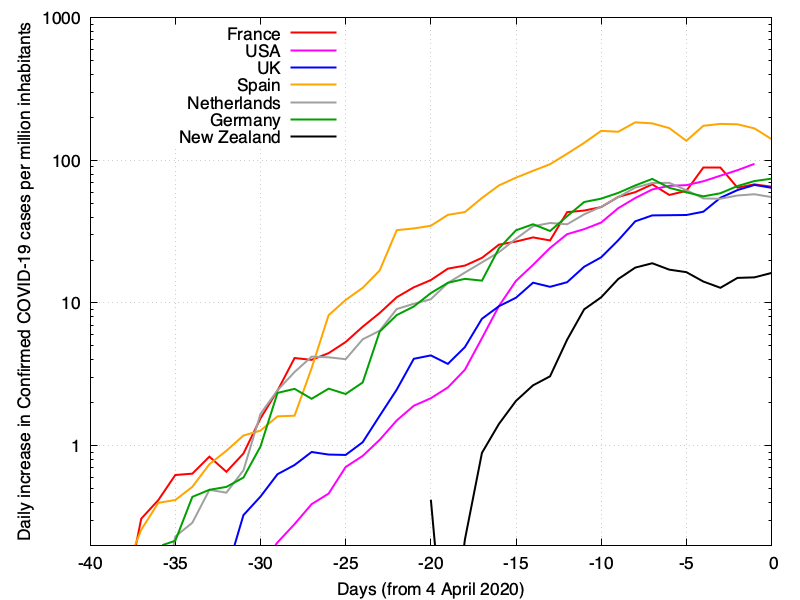 Daily increase in Confirmed COVID-19 cases per million inhabitants
1000
100
10
1
France
USA
UK
Spain
Netherlands
Germany
New Zealand
-40 -35 -30 -25 -20 -15 -10 -5 0
Days (from 4 April 2020)